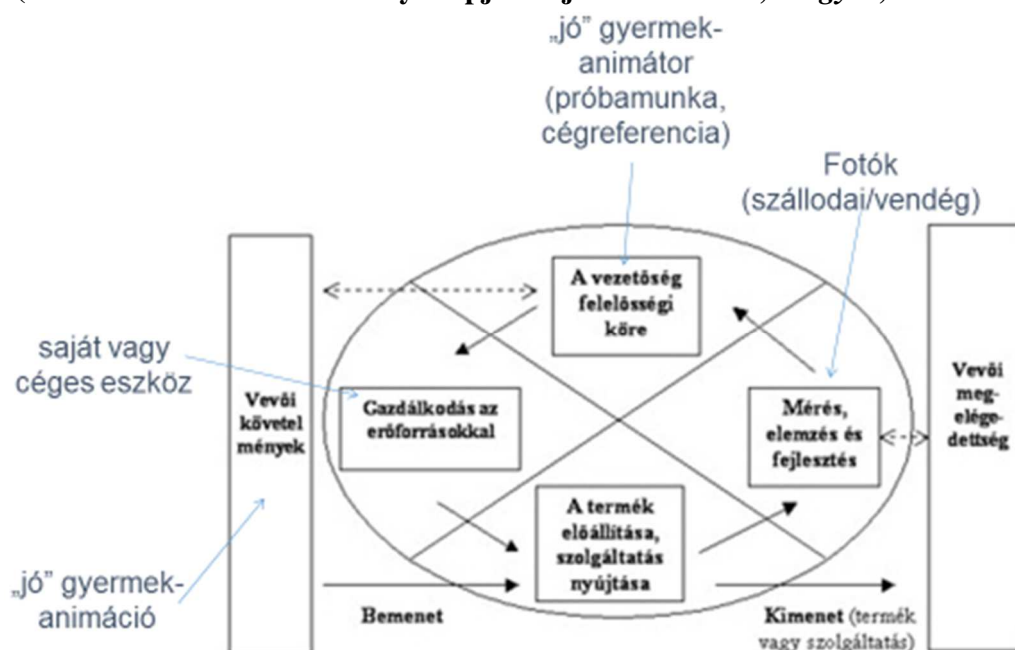 „jó” gyermek-
animátor
(próbamunka,
cégreferencia)
Fotók
(szállodai/vendég)
A vezetőség
felelősségi
köre
saját vagy
céges eszköz
Vevői
követel
mények
Gazdálkodás az
erőforrásokkal
Mérés,
elemzés és
fejlesztés
Vevői
meg-
elége-
dettség
A termék
előállítása,
szolgáltatás
nyújtása
„jó” gyermek-
animáció
Bemenet
Kimenet (termék
vagy szolgáltatás)